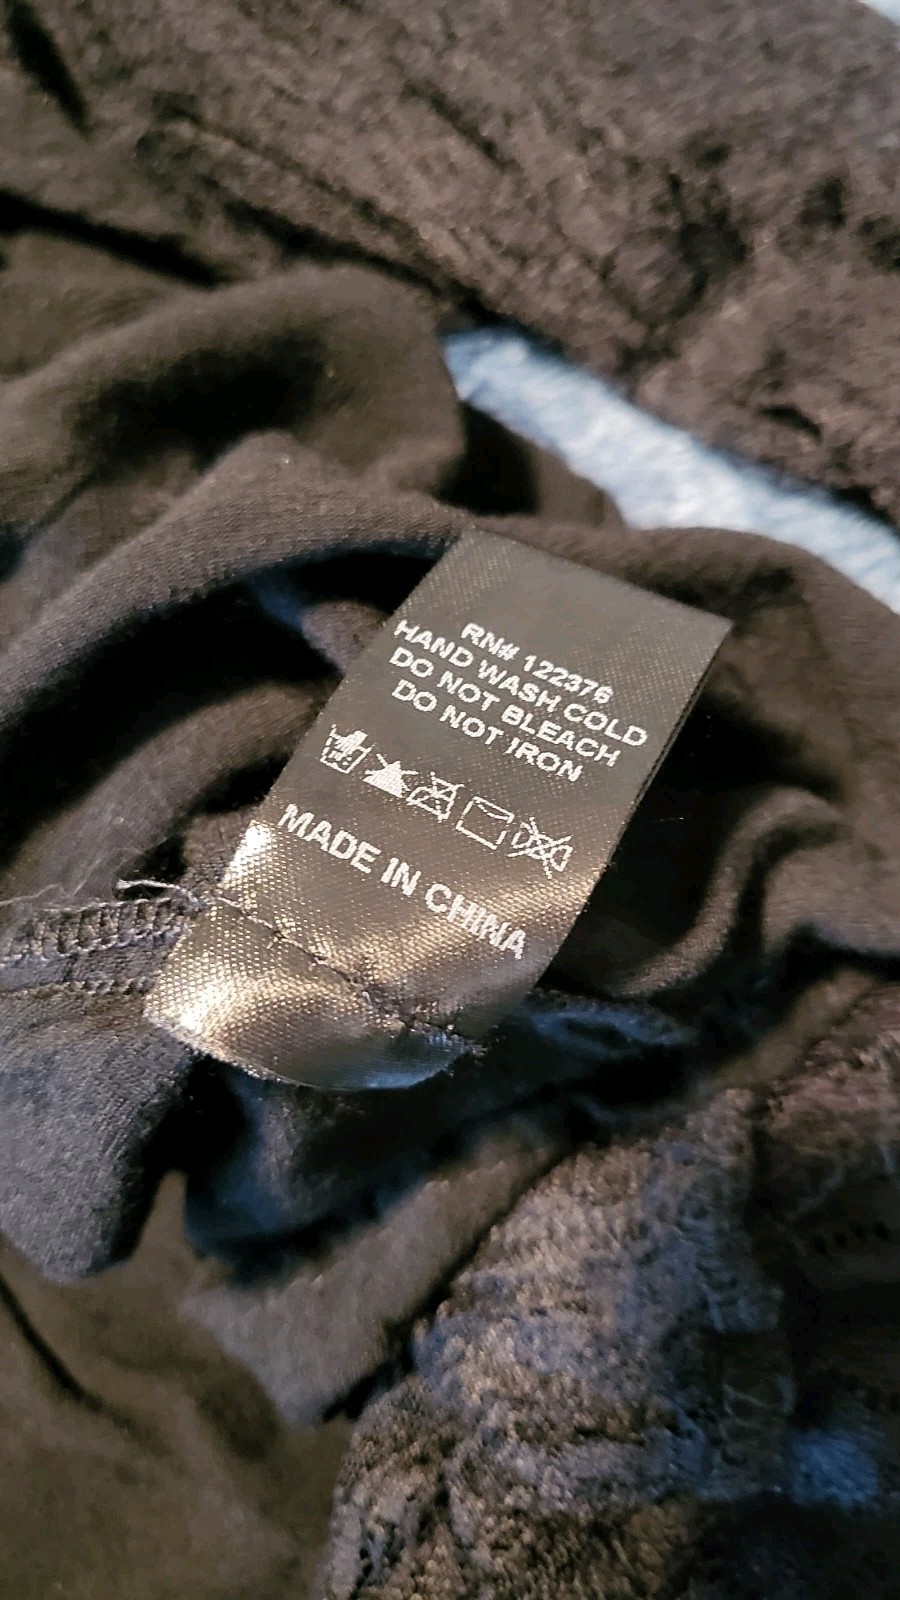 RN# 122376
HAND WASH COLD
DO NOT BLEACH
DO NOT IRON
MADE IN CHINA